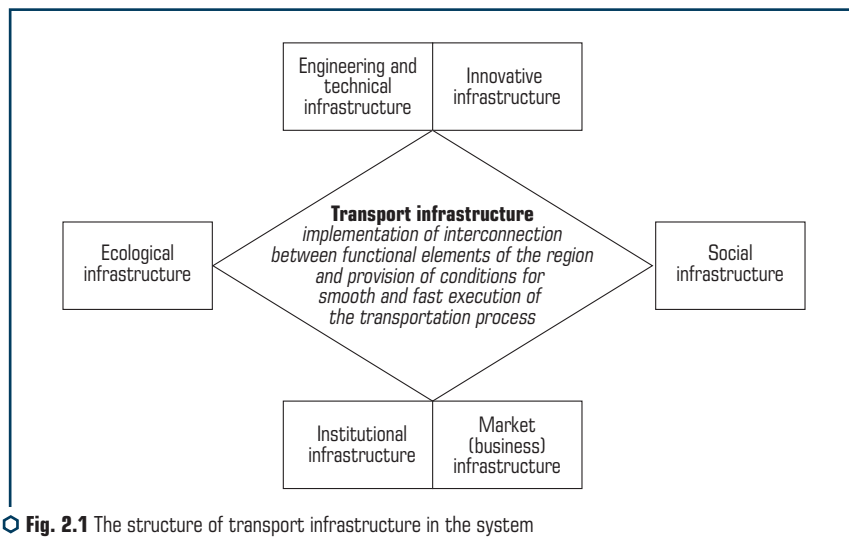 Engineering and
technical
infrastructure
Innovative
infrastructure
Ecological
infrastructure
Transport infrastructure
implementation of interconnection
between functional elements of the region
and provision of conditions for
smooth and fast execution of
the transportation process
Social
infrastructure
Institutional
infrastructure
Market
(business)
infrastructure
Fig. 2.1 The structure of transport infrastructure in the system